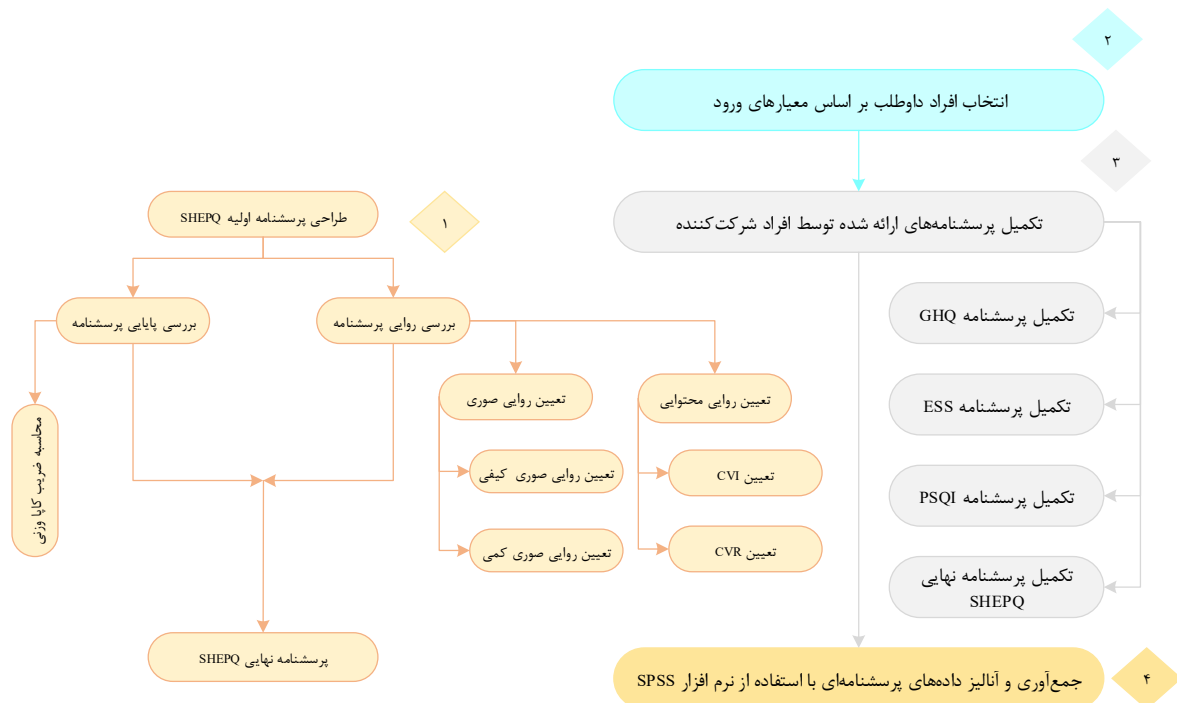 ۲
انتخاب افراد داوطلب بر اساس معیارهای ورود
۳
تکمیل پرسشنامه‌های ارائه شده توسط افراد شرکت‌کننده
تکمیل پرسشنامه GHQ
تکمیل پرسشنامه ESS
تکمیل پرسشنامه PSQI
تکمیل پرسشنامه نهایی
SHEPQ
۴
جمع‌آوری و آنالیز داده‌های پرسشنامه‌ای با استفاده از نرم افزار SPSS
۱
طراحی پرسشنامه اولیه SHEPQ
بررسی روایی پرسشنامه
بررسی پایایی پرسشنامه
تعیین روایی محتوایی
تعیین روایی صوری
تعیین CVI
تعیین روایی صوری کیفی
تعیین CVR
تعیین روایی صوری کمی
محاسبه ضریب کاپا وزنی
پرسشنامه نهایی SHEPQ